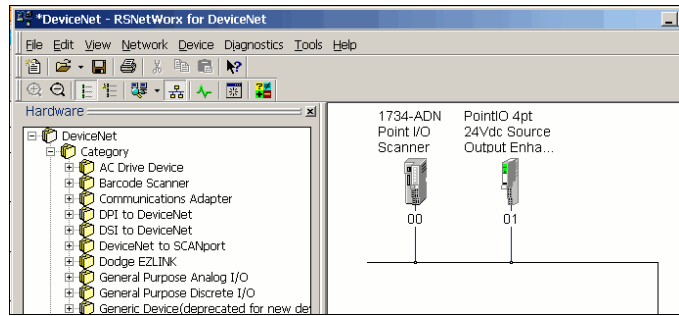 *DeviceNet - RSNetWorx for DeviceNet
File Edit View Network Device Diagnostics Tools Help
Hardware
DeviceNet
Category
AC Drive Device
Barcode Scanner
Communications Adapter
DPI to DeviceNet
DSI to DeviceNet
DeviceNet to SCANport
Dodge EZLINK
General Purpose Analog I/O
General Purpose Discrete I/O
Generic Device(deprecated for new de
1734-ADN
Point I/O
Scanner
00
PointIO 4pt
24Vdc Source
Output Enha...
01